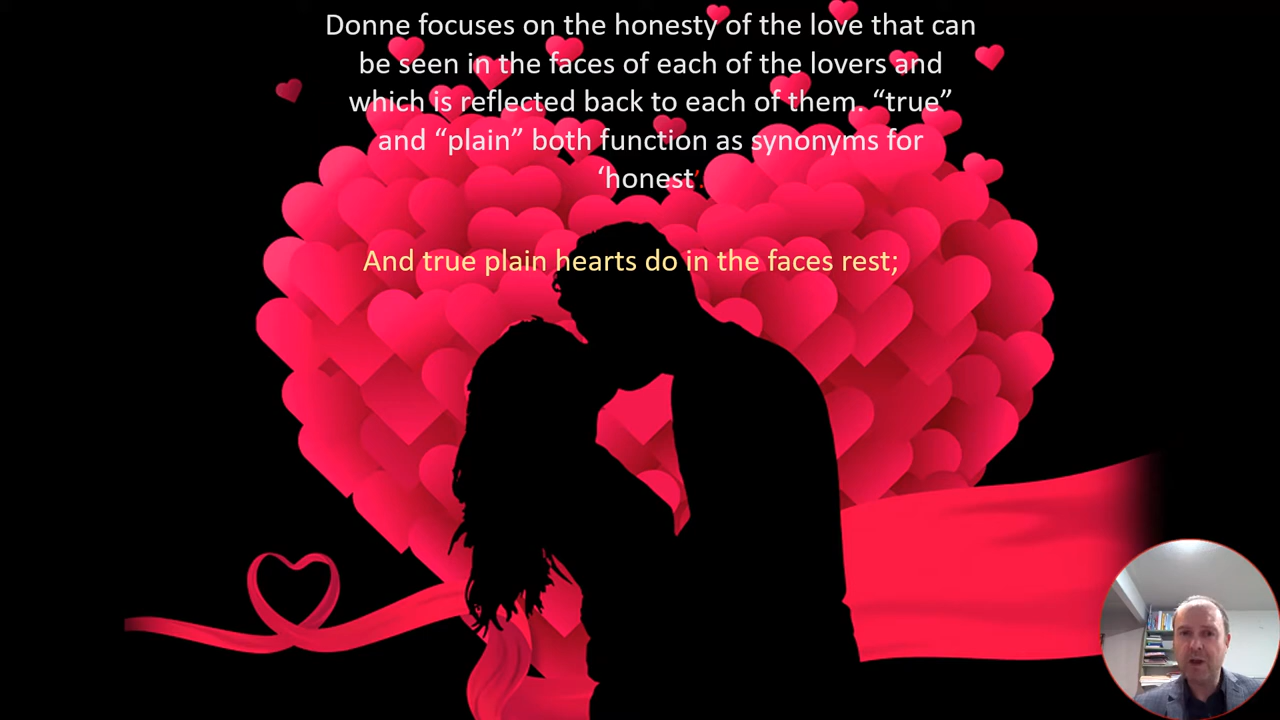 Donne focuses on the honesty of the love that can
be seen in the faces of each of the lovers and
which is reflected back to each of them. “true”
and “plain” both function as synonyms for
‘honest’.
And true plain hearts do in the faces rest;